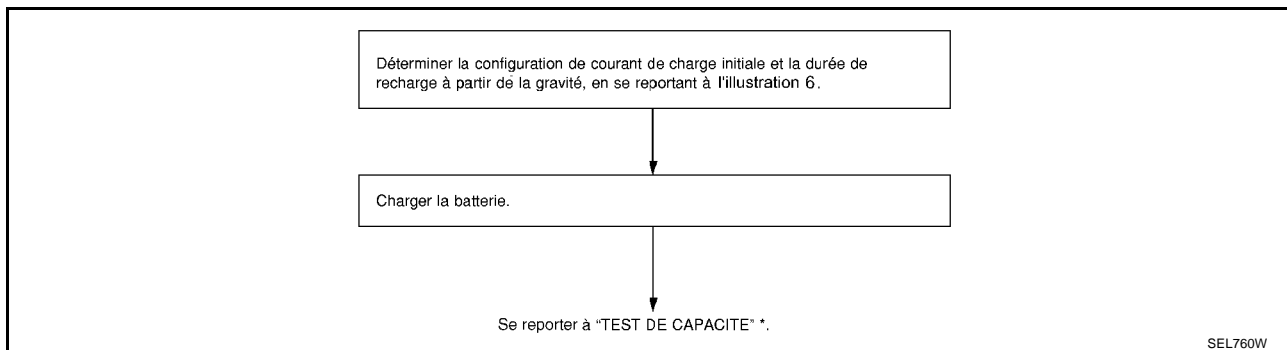 Déterminer la configuration de courant de charge initiale et la durée de
recharge à partir de la gravité, en se reportant à l'illustration 6.
Charger la batterie.
Se reporter à "TEST DE CAPACITE" *.
SEL760W